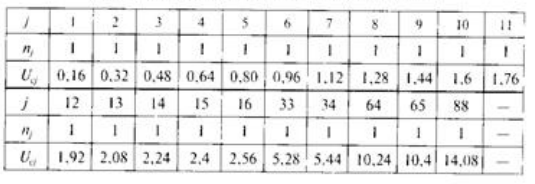 j 1 2 3 4 5 6 7 8 9 10 11
n_j 1 1 1 1 1 1 1 1 1 1 1
U_cj 0,16 0,32 0,48 0,64 0,80 0,96 1,12 1,28 1,44 1,6 1,76
j 12 13 14 15 16 33 34 64 65 88 —
n_j 1 1 1 1 1 1 1 1 1 1 —
U_cj 1,92 2,08 2,24 2,4 2,56 5,28 5,44 10,24 10,4 14,08 —